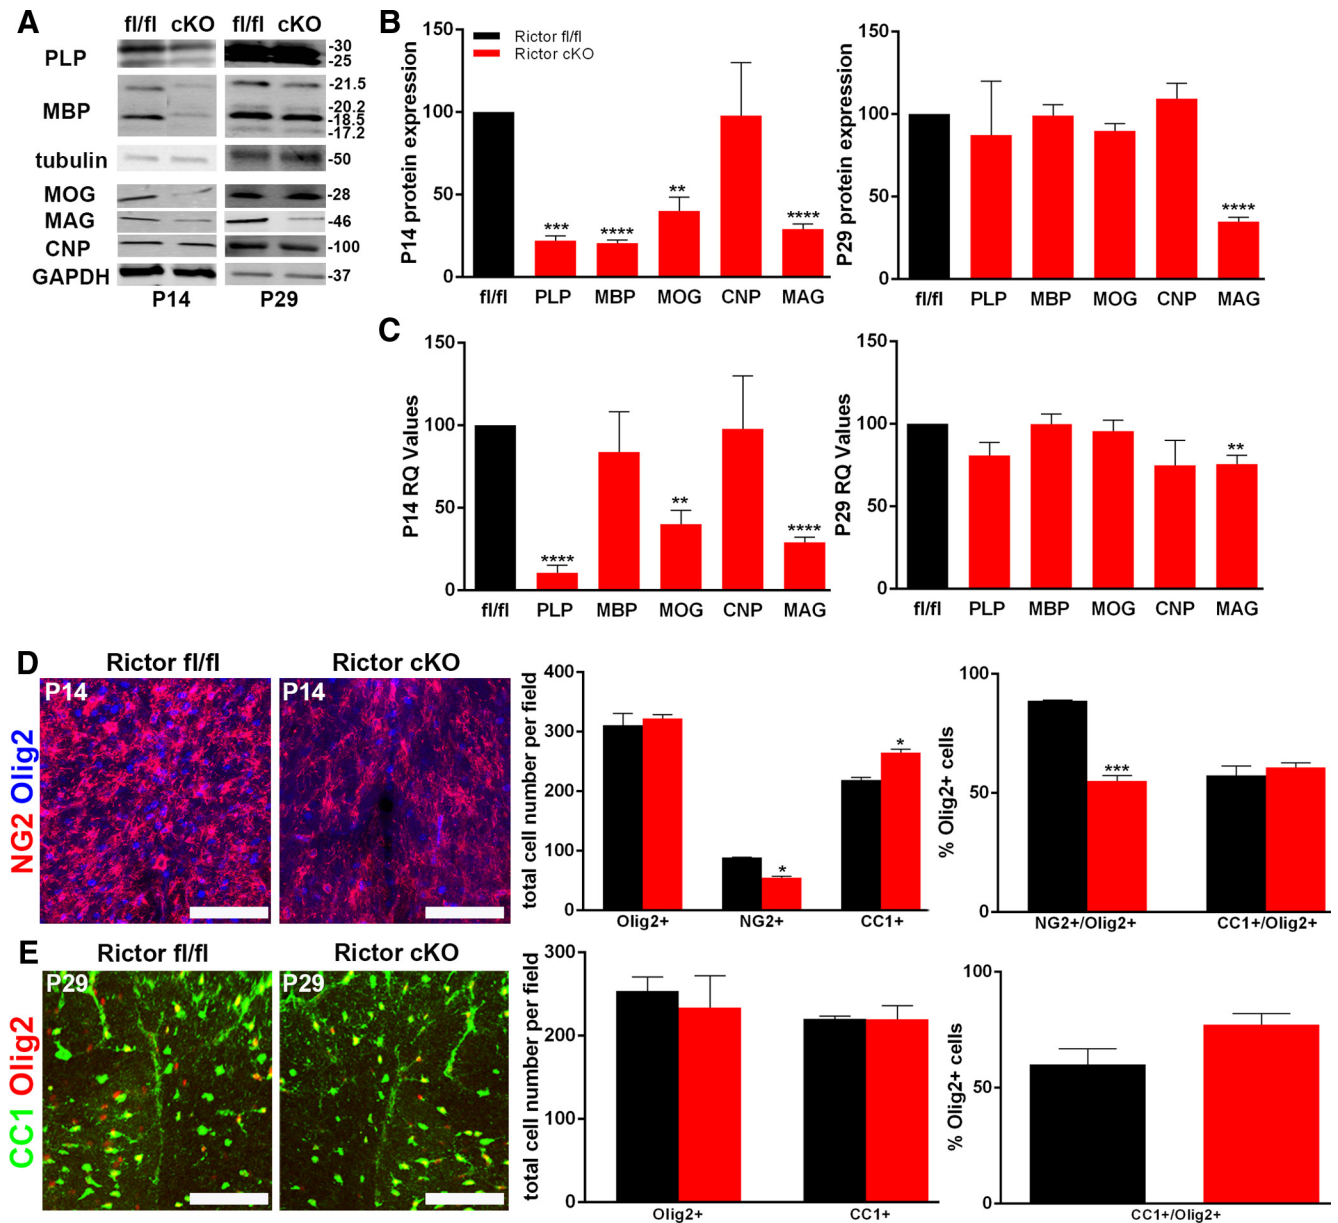 A
fl/fl cKO fl/fl cKO
PLP
-30
-25
MBP
-21.5
-20.2
-18.5
-17.2
tubulin
-50
MOG
-28
MAG
-46
CNP
-100
GAPDH
-37
P14 P29
B
P14 protein expression
150
100
50
0
Rictor fl/fl
Rictor cKO
*** **** ** ****
fl/fl PLP MBP MOG CNP MAG
P29 protein expression
150
100
50
0
****
fl/fl PLP MBP MOG CNP MAG
C
P14 RQ Values
150
100
50
0
**** ** ****
fl/fl PLP MBP MOG CNP MAG
P29 RQ Values
150
100
50
0
**
fl/fl PLP MBP MOG CNP MAG
D
Rictor fl/fl Rictor cKO
NG2 Olig2
P14 P14
total cell number per field
400
300
200
100
0
* *
Olig2+ NG2+ CC1+
% Olig2+ cells
100
50
0
***
NG2+/Olig2+ CC1+/Olig2+
E
Rictor fl/fl Rictor cKO
CC1 Olig2
P29 P29
total cell number per field
300
200
100
0
Olig2+ CC1+
% Olig2+ cells
100
50
0
CC1+/Olig2+